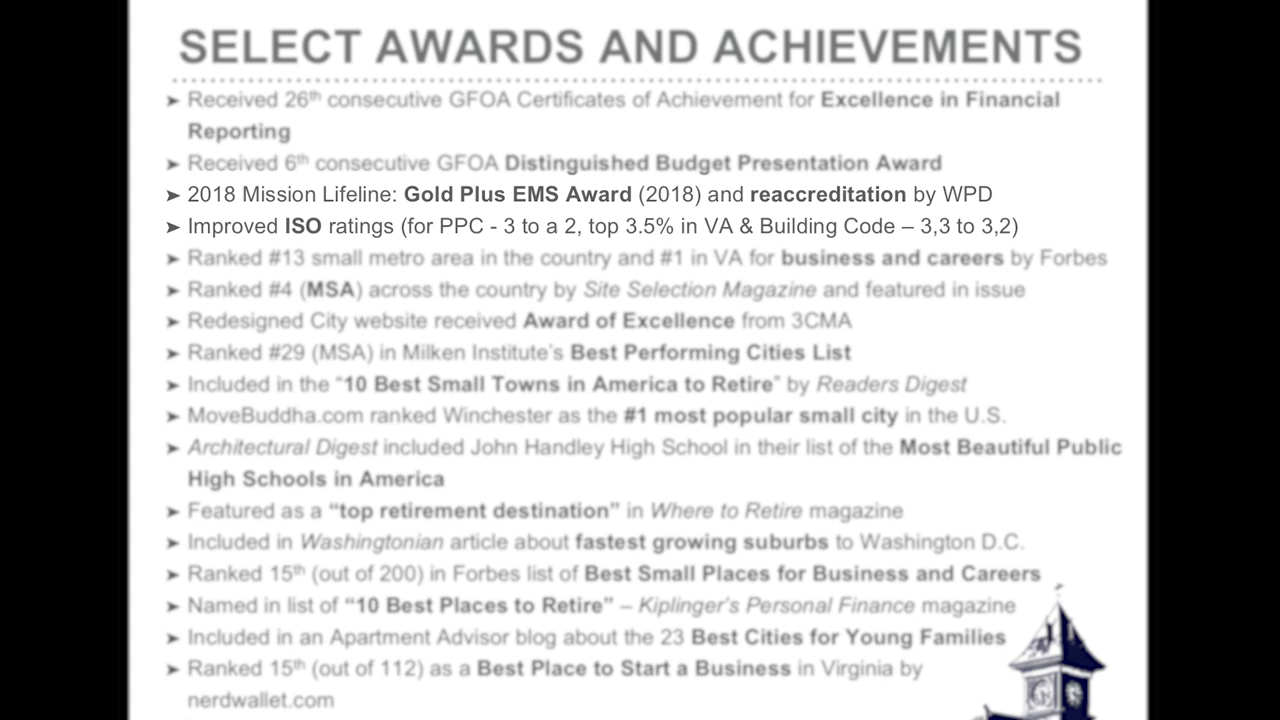 SELECT AWARDS AND ACHIEVEMENTS
➤ Received 26th consecutive GFOA Certificates of Achievement for Excellence in Financial
Reporting
➤ Received 6th consecutive GFOA Distinguished Budget Presentation Award
➤ 2018 Mission Lifeline: Gold Plus EMS Award (2018) and reaccreditation by WPD
➤ Improved ISO ratings (for PPC - 3 to a 2, top 3.5% in VA & Building Code – 3,3 to 3,2)
➤ Ranked #13 small metro area in the country and #1 in VA for business and careers by Forbes
➤ Ranked #4 (MSA) across the country by Site Selection Magazine and featured in issue
➤ Redesigned City website received Award of Excellence from 3CMA
➤ Ranked #29 (MSA) in Milken Institute's Best Performing Cities List
➤ Included in the "10 Best Small Towns in America to Retire" by Readers Digest
➤ MoveBuddha.com ranked Winchester as the #1 most popular small city in the U.S.
➤ Architectural Digest included John Handley High School in their list of the Most Beautiful Public
High Schools in America
➤ Featured as a “top retirement destination” in Where to Retire magazine
➤ Included in Washingtonian article about fastest growing suburbs to Washington D.C.
➤ Ranked 15th (out of 200) in Forbes list of Best Small Places for Business and Careers
➤ Named in list of “10 Best Places to Retire” – Kiplinger's Personal Finance magazine
➤ Included in an Apartment Advisor blog about the 23 Best Cities for Young Families
➤ Ranked 15th (out of 112) as a Best Place to Start a Business in Virginia by
nerdwallet.com